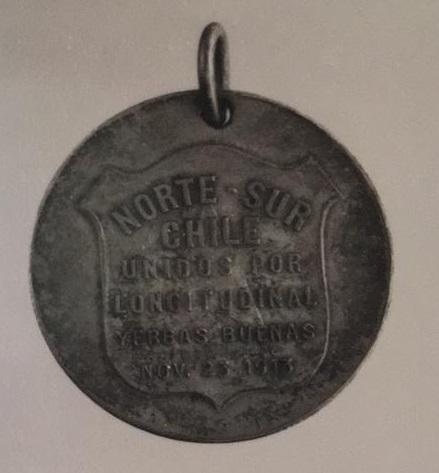 NORTE-SUR
CHILE
UNIDOS POR
LONGITUDINAL
YERBAS-BUENAS
NOV. 23 1913